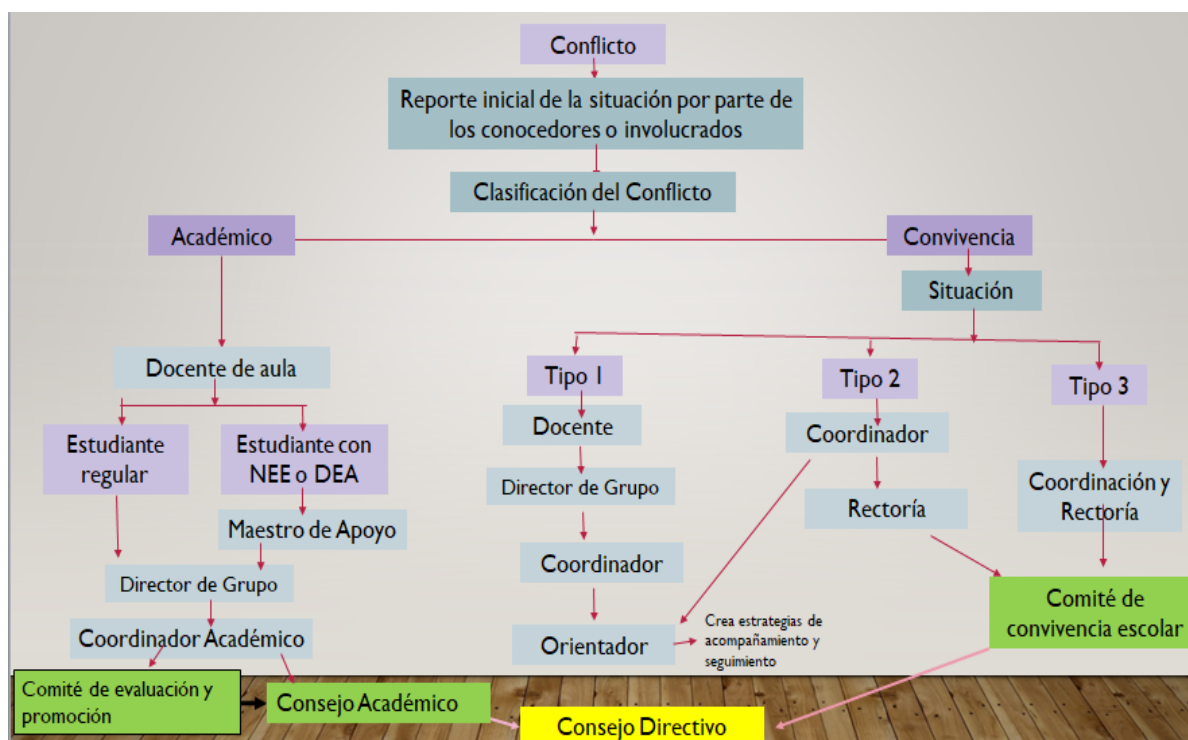 Conflicto
Reporte inicial de la situación por parte de
los conocedores o involucrados
Clasificación del Conflicto
Académico
Convivencia
Situación
Docente de aula
Tipo 1
Tipo 2
Tipo 3
Estudiante
regular
Estudiante con
NEE o DEA
Docente
Coordinador
Director de Grupo
Coordinación y
Rectoría
Rectoría
Maestro de Apoyo
Coordinador
Director de Grupo
Comité de
convivencia escolar
Coordinador Académico
Orientador
Crea estrategias de
acompañamiento y
seguimiento
Comité de evaluación y
promoción
Consejo Académico
Consejo Directivo